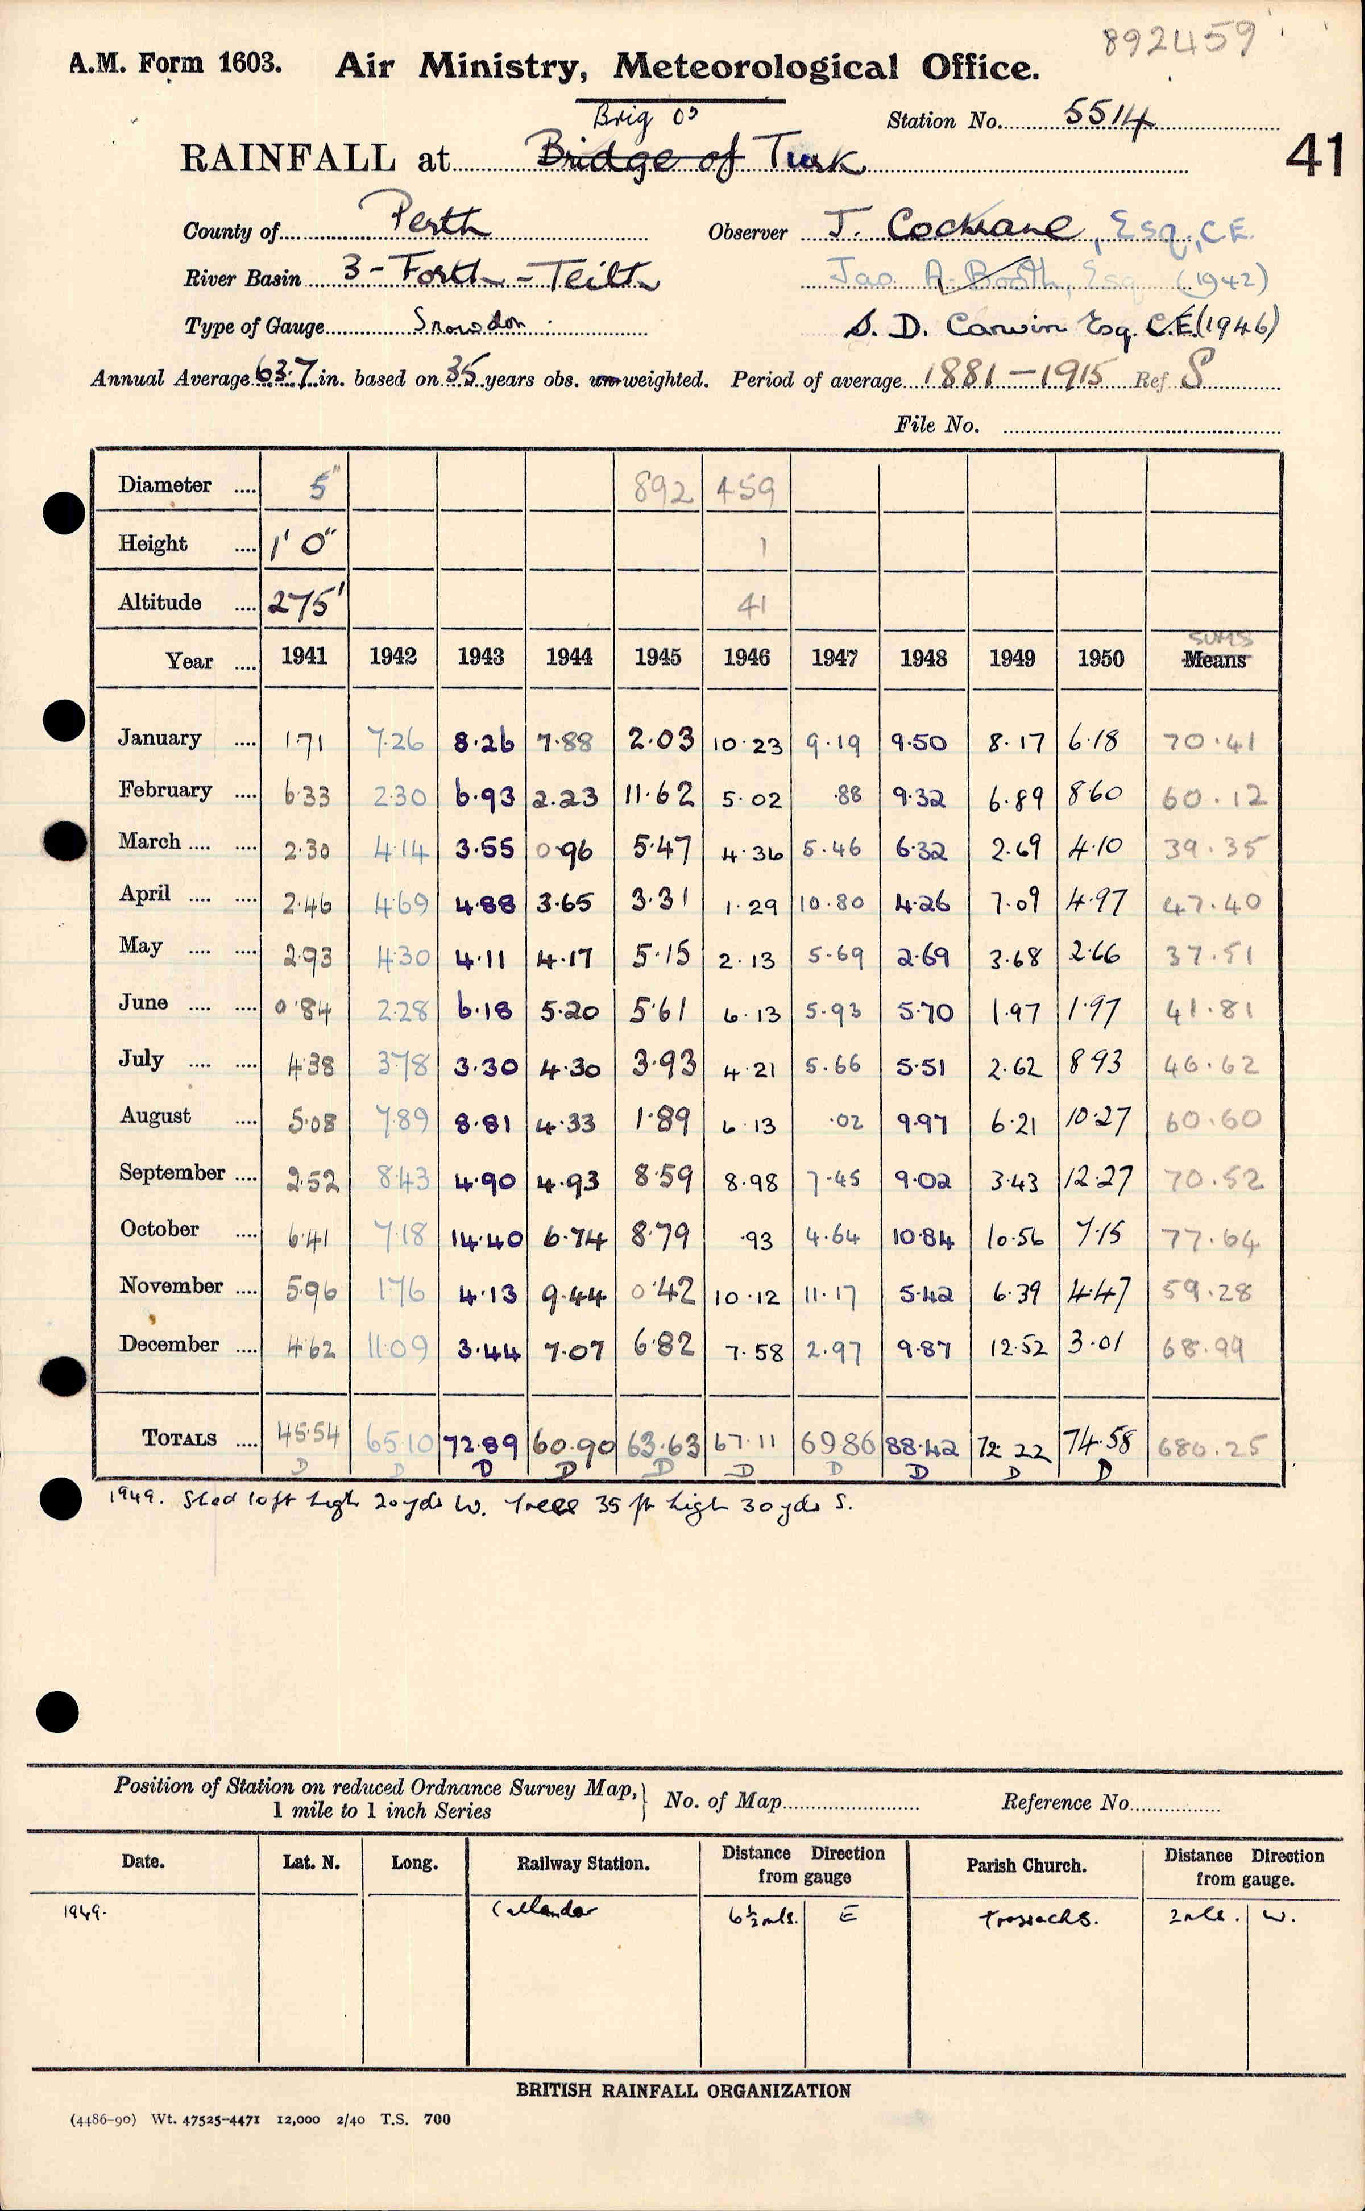 892459
A.M. Form 1603. Air Ministry, Meteorological Office.
Brig o'
Station No. 5514
41
RAINFALL at Bridge of Turk
County of Perth Observer J. Cochrane, Esq., C.E.
River Basin 3 - Forth - Teith Jas. A. Booth, Esq (1942)
Type of Gauge Snowdon S. D. Carwin Esq. C.E. (1946)
Annual Average 63.7 in. based on 35 years obs. un-weighted. Period of average 1881-1915 Ref S
File No.
Diameter .... 5" 892 459
Height .... 1' 0" 1
Altitude .... 275' 41
SUMS
Year .... 1941 1942 1943 1944 1945 1946 1947 1948 1949 1950 Means
January .... 1.71 7.26 8.26 7.88 2.03 10.23 9.19 9.50 8.17 6.18 70.41
February .... 6.33 2.30 6.93 2.23 11.62 5.02 .88 9.32 6.89 8.60 60.12
March .... .... 2.30 4.14 3.55 0.96 5.47 4.36 5.46 6.32 2.69 4.10 39.35
April .... .... 2.46 4.69 4.88 3.65 3.31 1.29 10.80 4.26 7.09 4.97 47.40
May .... .... 2.93 4.30 4.11 4.17 5.15 2.13 5.69 2.69 3.68 2.66 37.51
June .... .... 0.84 2.28 6.18 5.20 5.61 6.13 5.93 5.70 1.97 1.97 41.81
July .... .... 4.38 3.78 3.30 4.30 3.93 4.21 5.66 5.51 2.62 8.93 46.62
August .... 5.08 7.89 8.81 4.33 1.89 6.13 .02 9.97 6.21 10.27 60.60
September .... 2.52 8.43 4.90 4.93 8.59 8.98 7.45 9.02 3.43 12.27 70.52
October .... 6.41 7.18 14.40 6.74 8.79 .93 4.64 10.84 10.56 7.15 77.64
November .... 5.96 1.76 4.13 9.44 0.42 10.12 11.17 5.42 6.39 4.47 59.28
December .... 4.62 11.09 3.44 7.07 6.82 7.58 2.97 9.87 12.52 3.01 68.99
TOTALS .... 45.54 65.10 72.89 60.90 63.63 67.11 69.86 88.42 72.22 74.58 680.25
D D D D D D D D D D
1949. Shed 10 ft high 20 yds W. Trees 35 ft high 30 yds S.
Position of Station on reduced Ordnance Survey Map,
1 mile to 1 inch Series
No. of Map Reference No.
Date. Lat. N. Long. Railway Station. Distance Direction from gauge Parish Church. Distance Direction from gauge.
1949. Callander 6½ mls. E Trossachs. 2 mls. W.
BRITISH RAINFALL ORGANIZATION
(4486-90) Wt. 47525-4471 12,000 2/40 T.S. 700